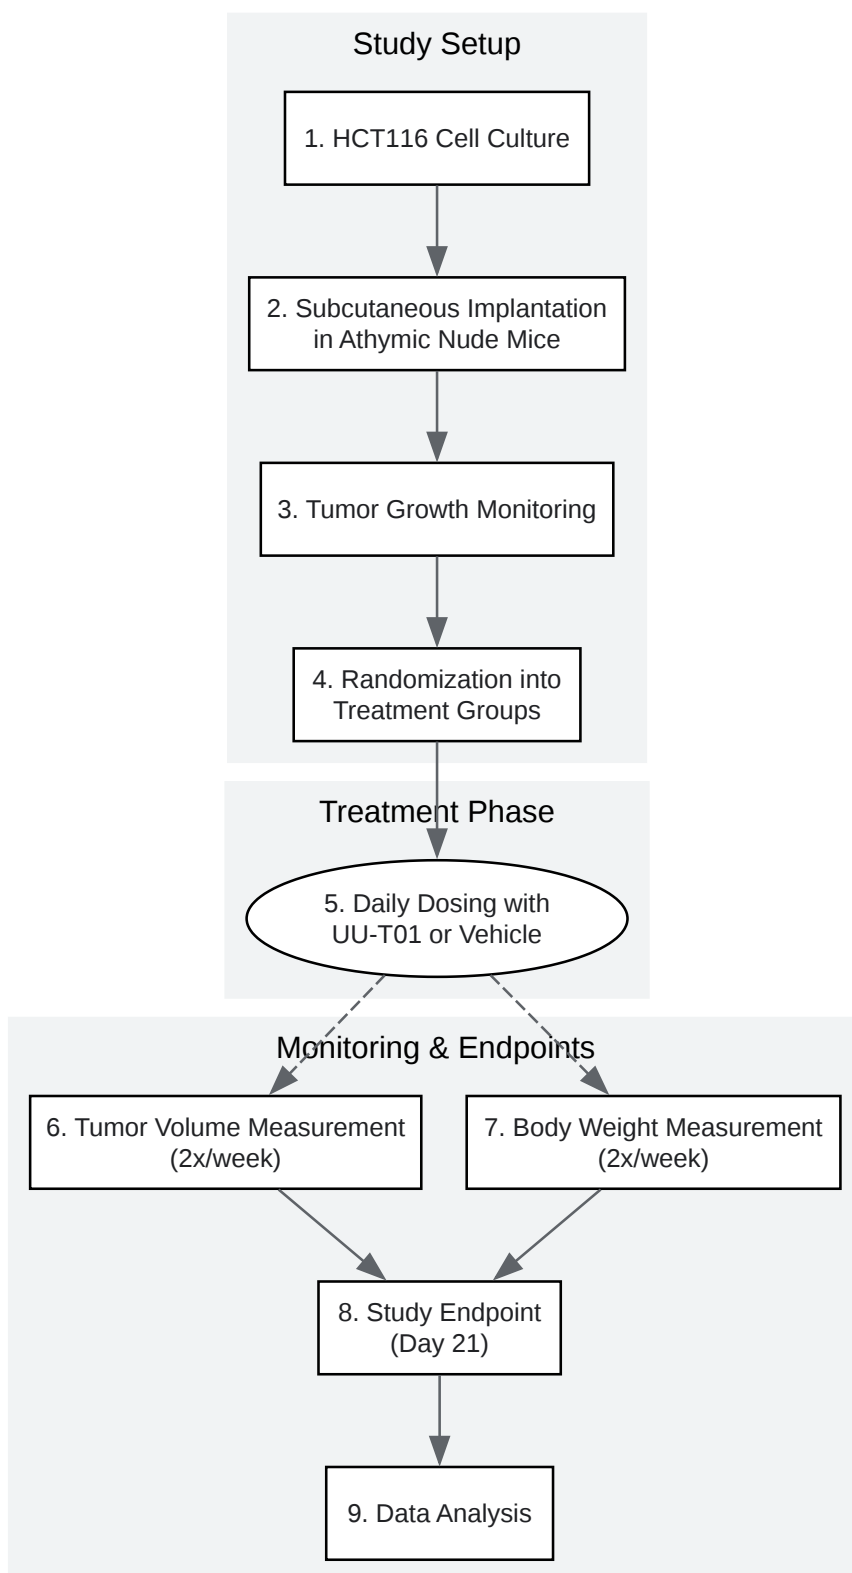 Study Setup
1. HCT116 Cell Culture
2. Subcutaneous Implantation
in Athymic Nude Mice
3. Tumor Growth Monitoring
4. Randomization into
Treatment Groups
Treatment Phase
5. Daily Dosing with
UU-T01 or Vehicle
Monitoring & Endpoints
6. Tumor Volume Measurement
(2x/week)
7. Body Weight Measurement
(2x/week)
8. Study Endpoint
(Day 21)
9. Data Analysis